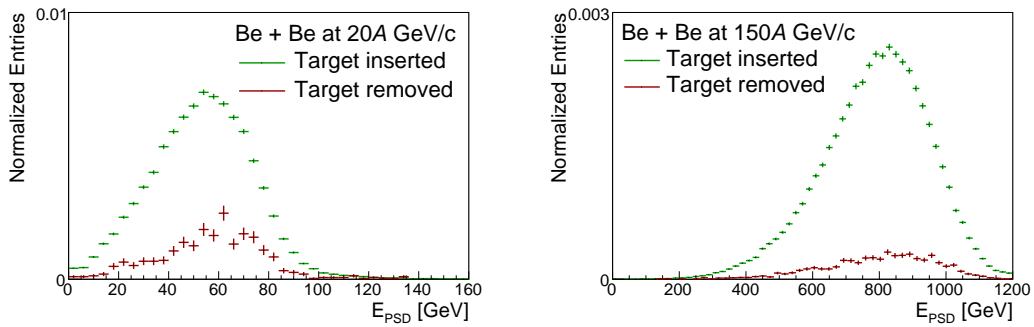 0.01
Be + Be at 20A GeV/c
Target inserted
Target removed
Normalized Entries
0
0 20 40 60 80 100 120 140 160
E_PSD [GeV]
0.003
Be + Be at 150A GeV/c
Target inserted
Target removed
Normalized Entries
0
0 200 400 600 800 1000 1200
E_PSD [GeV]